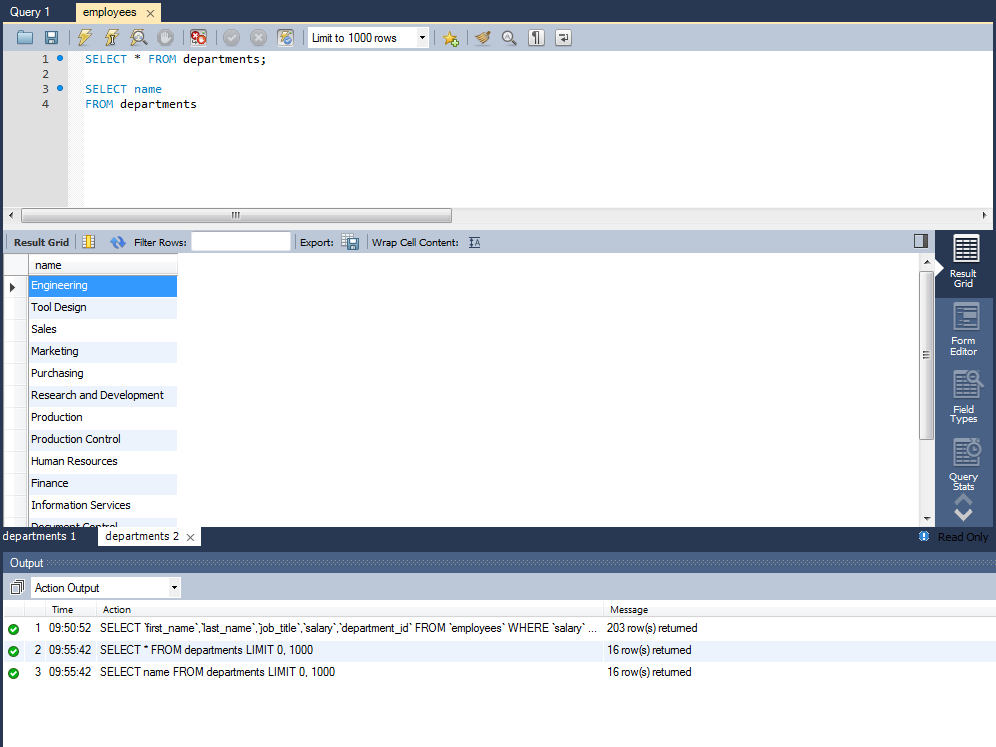 Query 1
employees
Limit to 1000 rows
1 SELECT * FROM departments;
2
3 SELECT name
4 FROM departments
Result Grid Filter Rows: Export: Wrap Cell Content:
name
Engineering
Tool Design
Sales
Marketing
Purchasing
Research and Development
Production
Production Control
Human Resources
Finance
Information Services
Document Control
Result
Grid
Form
Editor
Field
Types
Query
Stats
departments 1
departments 2
Read Only
Output
Action Output
Time Action Message
1 09:50:52 SELECT `first_name`,`last_name`,`job_title`,`salary`,`department_id` FROM `employees` WHERE `salary` ... 203 row(s) returned
2 09:55:42 SELECT * FROM departments LIMIT 0, 1000 16 row(s) returned
3 09:55:42 SELECT name FROM departments LIMIT 0, 1000 16 row(s) returned